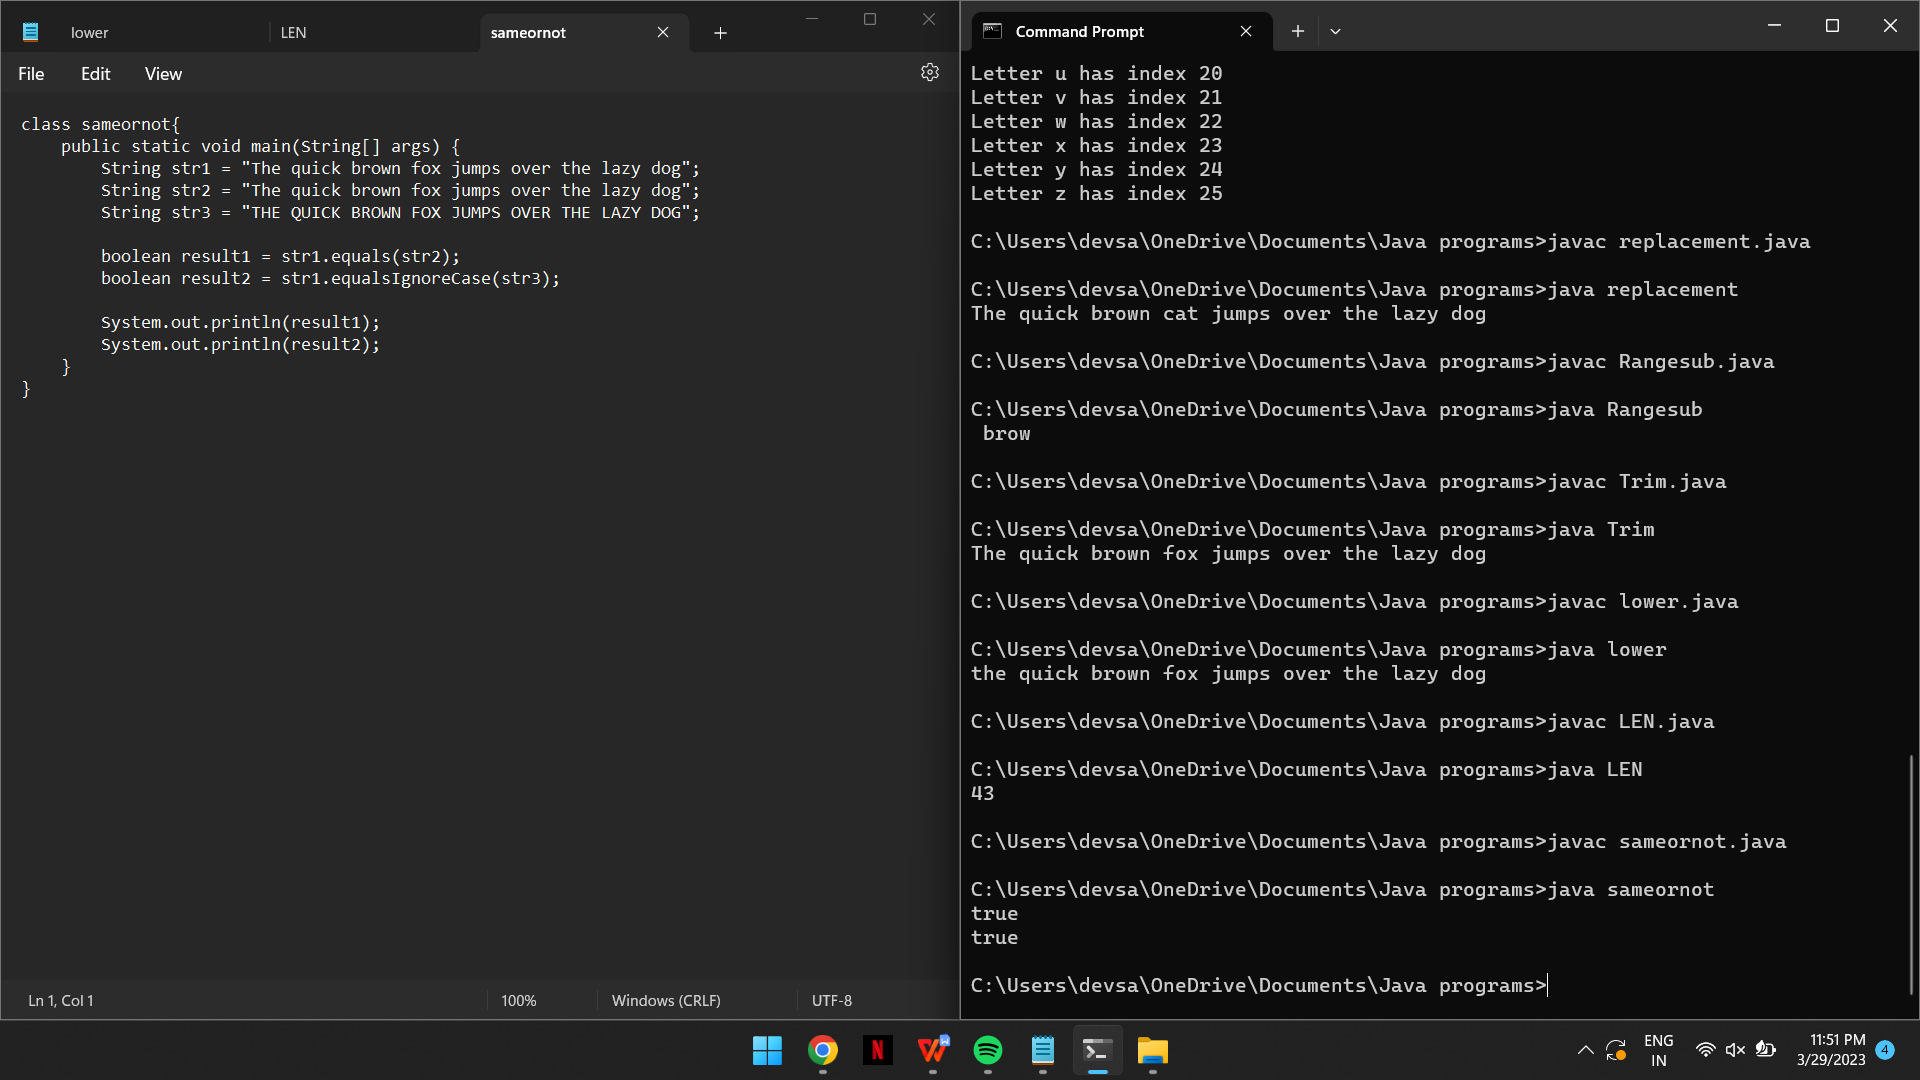 lower
LEN
sameornot
File
Edit
View
class sameornot{
    public static void main(String[] args) {
        String str1 = "The quick brown fox jumps over the lazy dog";
        String str2 = "The quick brown fox jumps over the lazy dog";
        String str3 = "THE QUICK BROWN FOX JUMPS OVER THE LAZY DOG";
        boolean result1 = str1.equals(str2);
        boolean result2 = str1.equalsIgnoreCase(str3);
        System.out.println(result1);
        System.out.println(result2);
    }
}
Ln 1, Col 1
100%
Windows (CRLF)
UTF-8
Command Prompt
Letter u has index 20
Letter v has index 21
Letter w has index 22
Letter x has index 23
Letter y has index 24
Letter z has index 25
C:\Users\devsa\OneDrive\Documents\Java programs>javac replacement.java
C:\Users\devsa\OneDrive\Documents\Java programs>java replacement
The quick brown cat jumps over the lazy dog
C:\Users\devsa\OneDrive\Documents\Java programs>javac Rangesub.java
C:\Users\devsa\OneDrive\Documents\Java programs>java Rangesub
 brow
C:\Users\devsa\OneDrive\Documents\Java programs>javac Trim.java
C:\Users\devsa\OneDrive\Documents\Java programs>java Trim
The quick brown fox jumps over the lazy dog
C:\Users\devsa\OneDrive\Documents\Java programs>javac lower.java
C:\Users\devsa\OneDrive\Documents\Java programs>java lower
the quick brown fox jumps over the lazy dog
C:\Users\devsa\OneDrive\Documents\Java programs>javac LEN.java
C:\Users\devsa\OneDrive\Documents\Java programs>java LEN
43
C:\Users\devsa\OneDrive\Documents\Java programs>javac sameornot.java
C:\Users\devsa\OneDrive\Documents\Java programs>java sameornot
true
true
C:\Users\devsa\OneDrive\Documents\Java programs>
ENG
IN
11:51 PM
3/29/2023
4